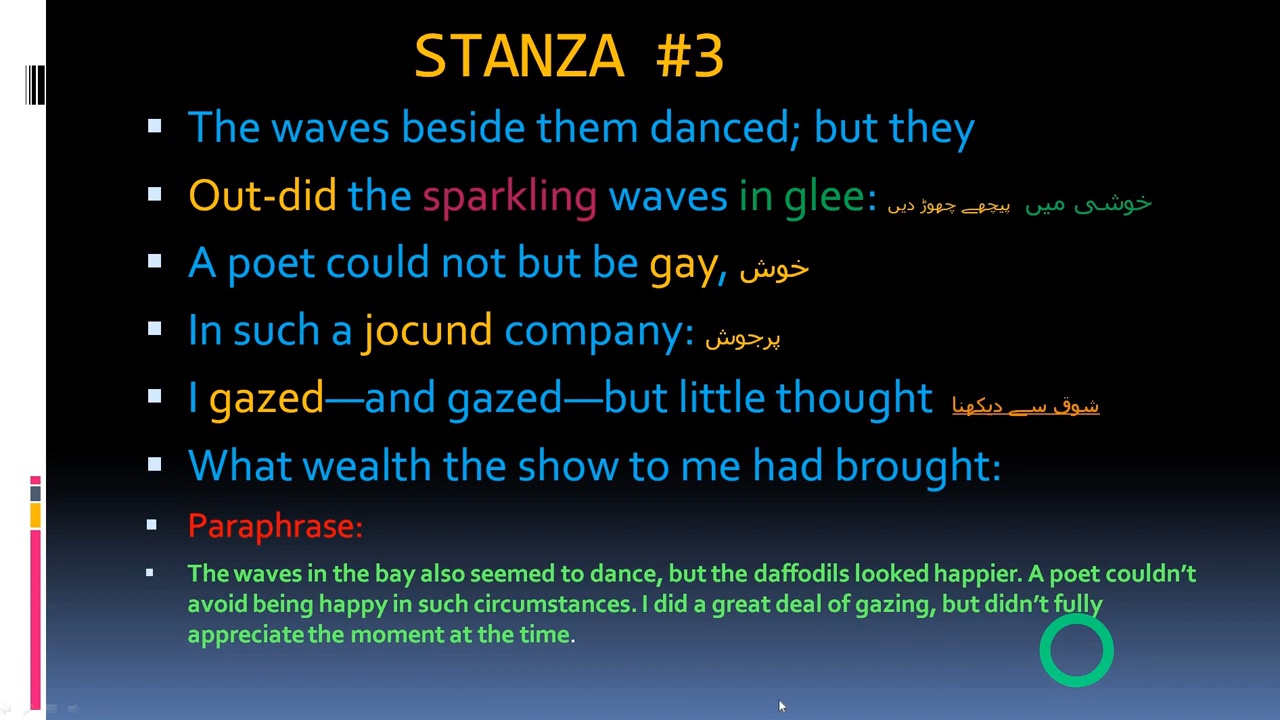 STANZA #3
The waves beside them danced; but they
Out-did the sparkling waves in glee: پیچھے چھوڑ دیں خوشی میں
A poet could not but be gay, خوش
In such a jocund company: پرجوش
I gazed—and gazed—but little thought شوق سے دیکھنا
What wealth the show to me had brought:
Paraphrase:
The waves in the bay also seemed to dance, but the daffodils looked happier. A poet couldn’t
avoid being happy in such circumstances. I did a great deal of gazing, but didn’t fully
appreciate the moment at the time.